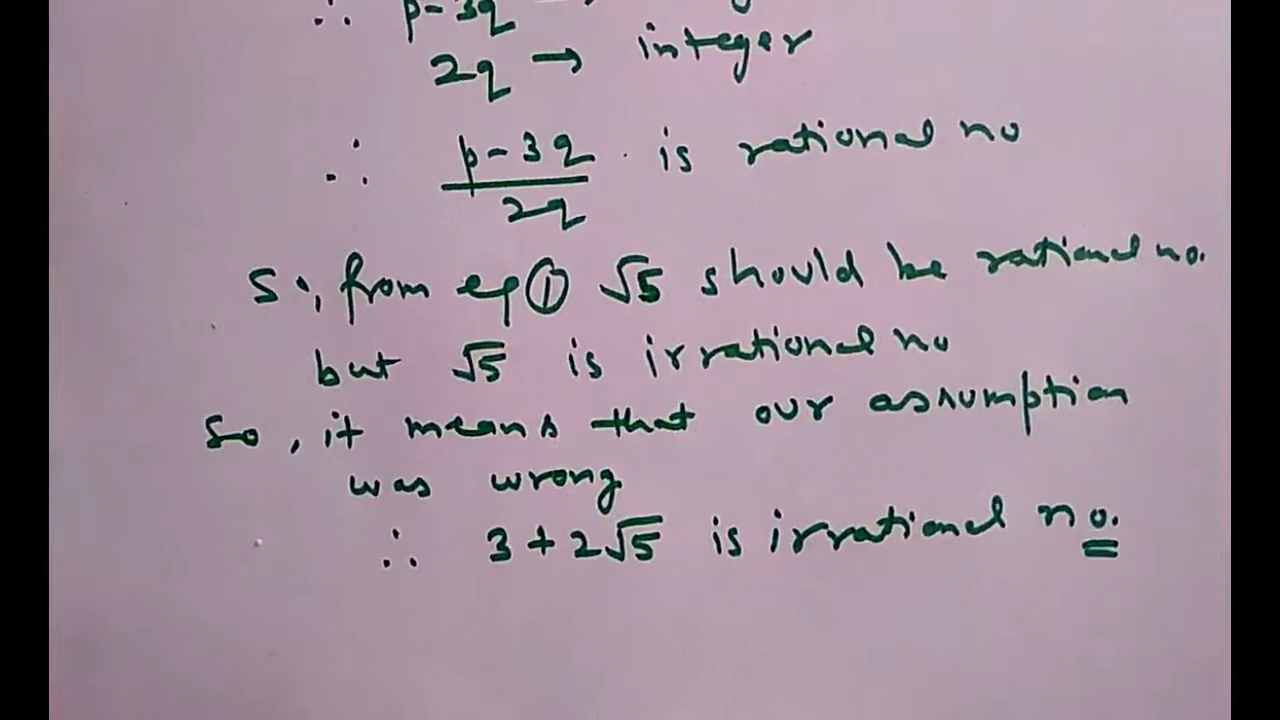 ∴ p-3q →
2q → integer
∴ p-3q / 2q is rational no
So, from eq ① √5 should be rational no.
but √5 is irrational no
So, it means that our assumption
was wrong
∴ 3+2√5 is irrational no.